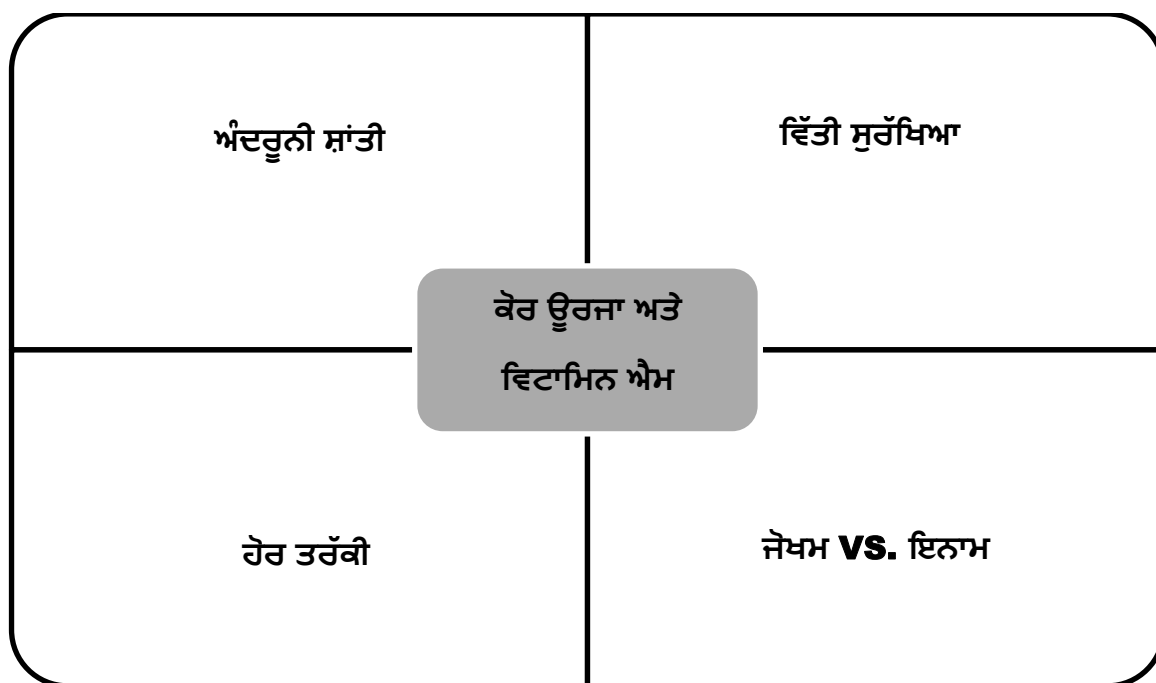 ਅੰਦਰੂਨੀ ਸ਼ਾਂਤੀ
ਵਿੱਤੀ ਸੁਰੱਖਿਆ
ਕੋਰ ਊਰਜਾ ਅਤੇ
ਵਿਟਾਮਿਨ ਐਮ
ਹੋਰ ਤਰੱਕੀ
ਜੋਖਮ VS. ਇਨਾਮ